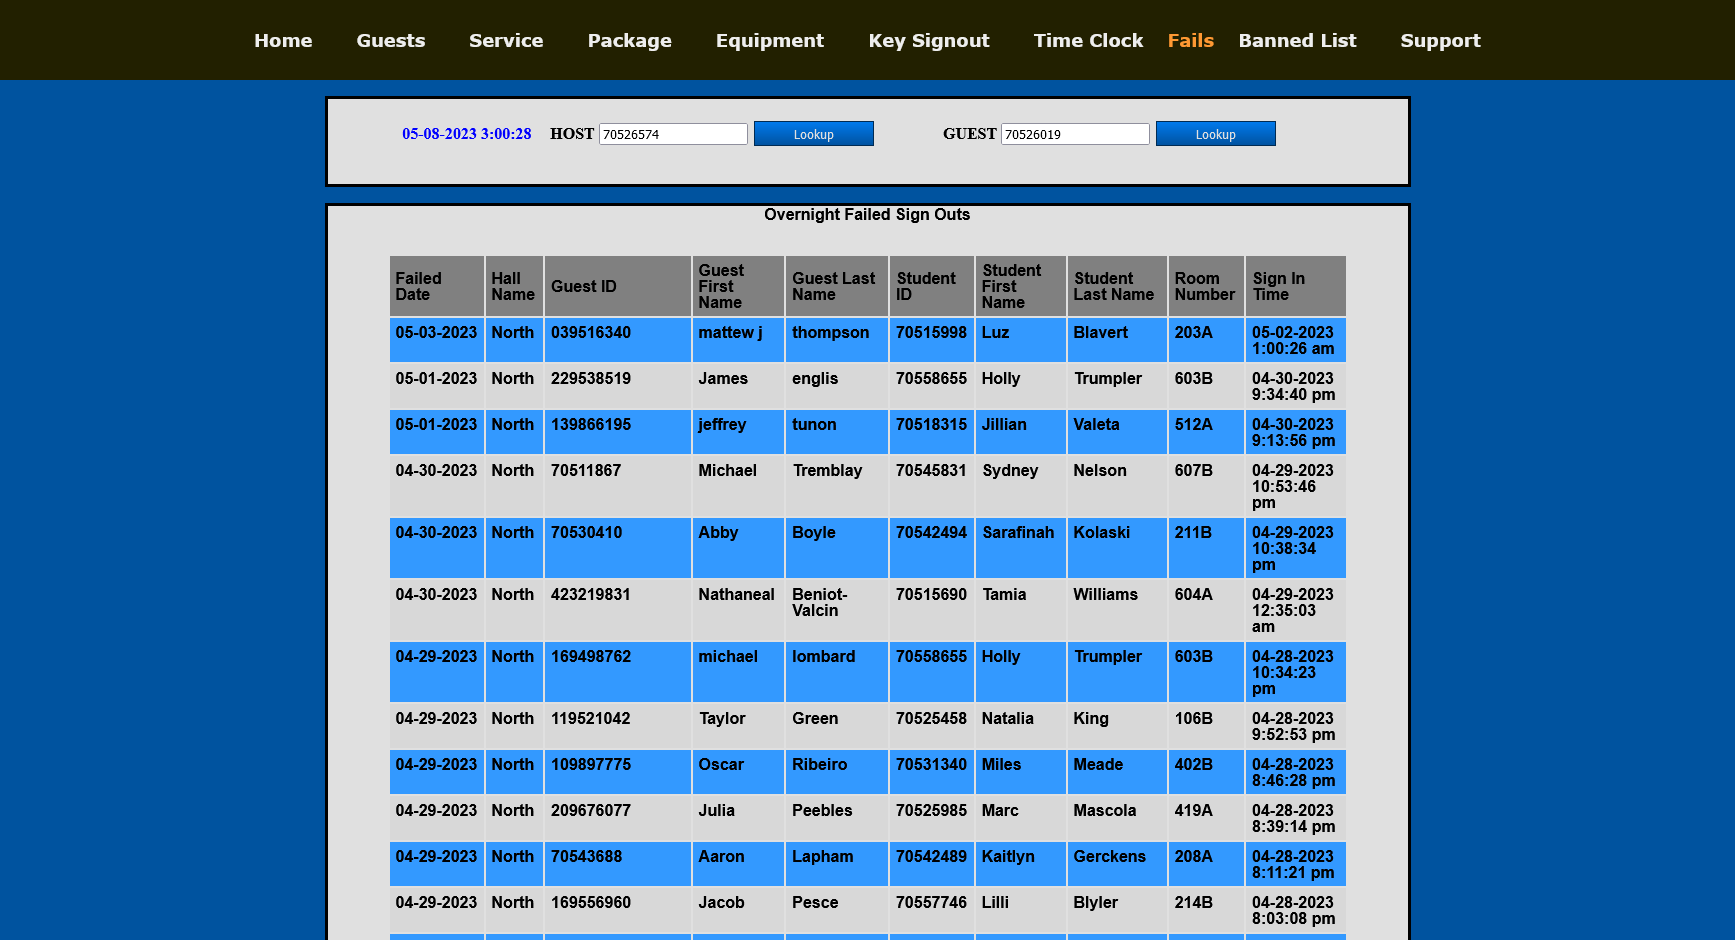 Home Guests Service Package Equipment Key Signout Time Clock Fails Banned List Support
05-08-2023 3:00:28 HOST 70526574 Lookup GUEST 70526019 Lookup
Overnight Failed Sign Outs
Failed Date Hall Name Guest ID Guest First Name Guest Last Name Student ID Student First Name Student Last Name Room Number Sign In Time
05-03-2023 North 039516340 mattew j thompson 70515998 Luz Blavert 203A 05-02-2023 1:00:26 am
05-01-2023 North 229538519 James englis 70558655 Holly Trumpler 603B 04-30-2023 9:34:40 pm
05-01-2023 North 139866195 jeffrey tunon 70518315 Jillian Valeta 512A 04-30-2023 9:13:56 pm
04-30-2023 North 70511867 Michael Tremblay 70545831 Sydney Nelson 607B 04-29-2023 10:53:46 pm
04-30-2023 North 70530410 Abby Boyle 70542494 Sarafinah Kolaski 211B 04-29-2023 10:38:34 pm
04-30-2023 North 423219831 Nathaneal Beniot-Valcin 70515690 Tamia Williams 604A 04-29-2023 12:35:03 am
04-29-2023 North 169498762 michael lombard 70558655 Holly Trumpler 603B 04-28-2023 10:34:23 pm
04-29-2023 North 119521042 Taylor Green 70525458 Natalia King 106B 04-28-2023 9:52:53 pm
04-29-2023 North 109897775 Oscar Ribeiro 70531340 Miles Meade 402B 04-28-2023 8:46:28 pm
04-29-2023 North 209676077 Julia Peebles 70525985 Marc Mascola 419A 04-28-2023 8:39:14 pm
04-29-2023 North 70543688 Aaron Lapham 70542489 Kaitlyn Gerckens 208A 04-28-2023 8:11:21 pm
04-29-2023 North 169556960 Jacob Pesce 70557746 Lilli Blyler 214B 04-28-2023 8:03:08 pm